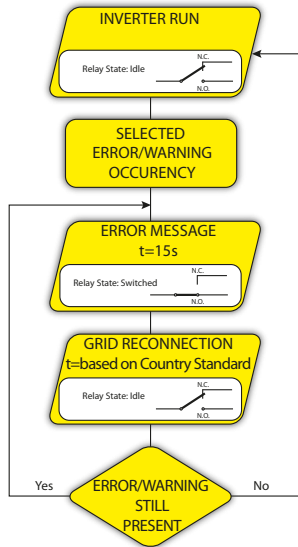 INVERTER RUN
N.C.
Relay State: Idle
N.O.
SELECTED
ERROR/WARNING
OCCURENCY
ERROR MESSAGE
t=15s
N.C.
Relay State: Switched
N.O.
GRID RECONNECTION
t=based on Country Standard
N.C.
Relay State: Idle
N.O.
Yes
No
ERROR/WARNING
STILL
PRESENT